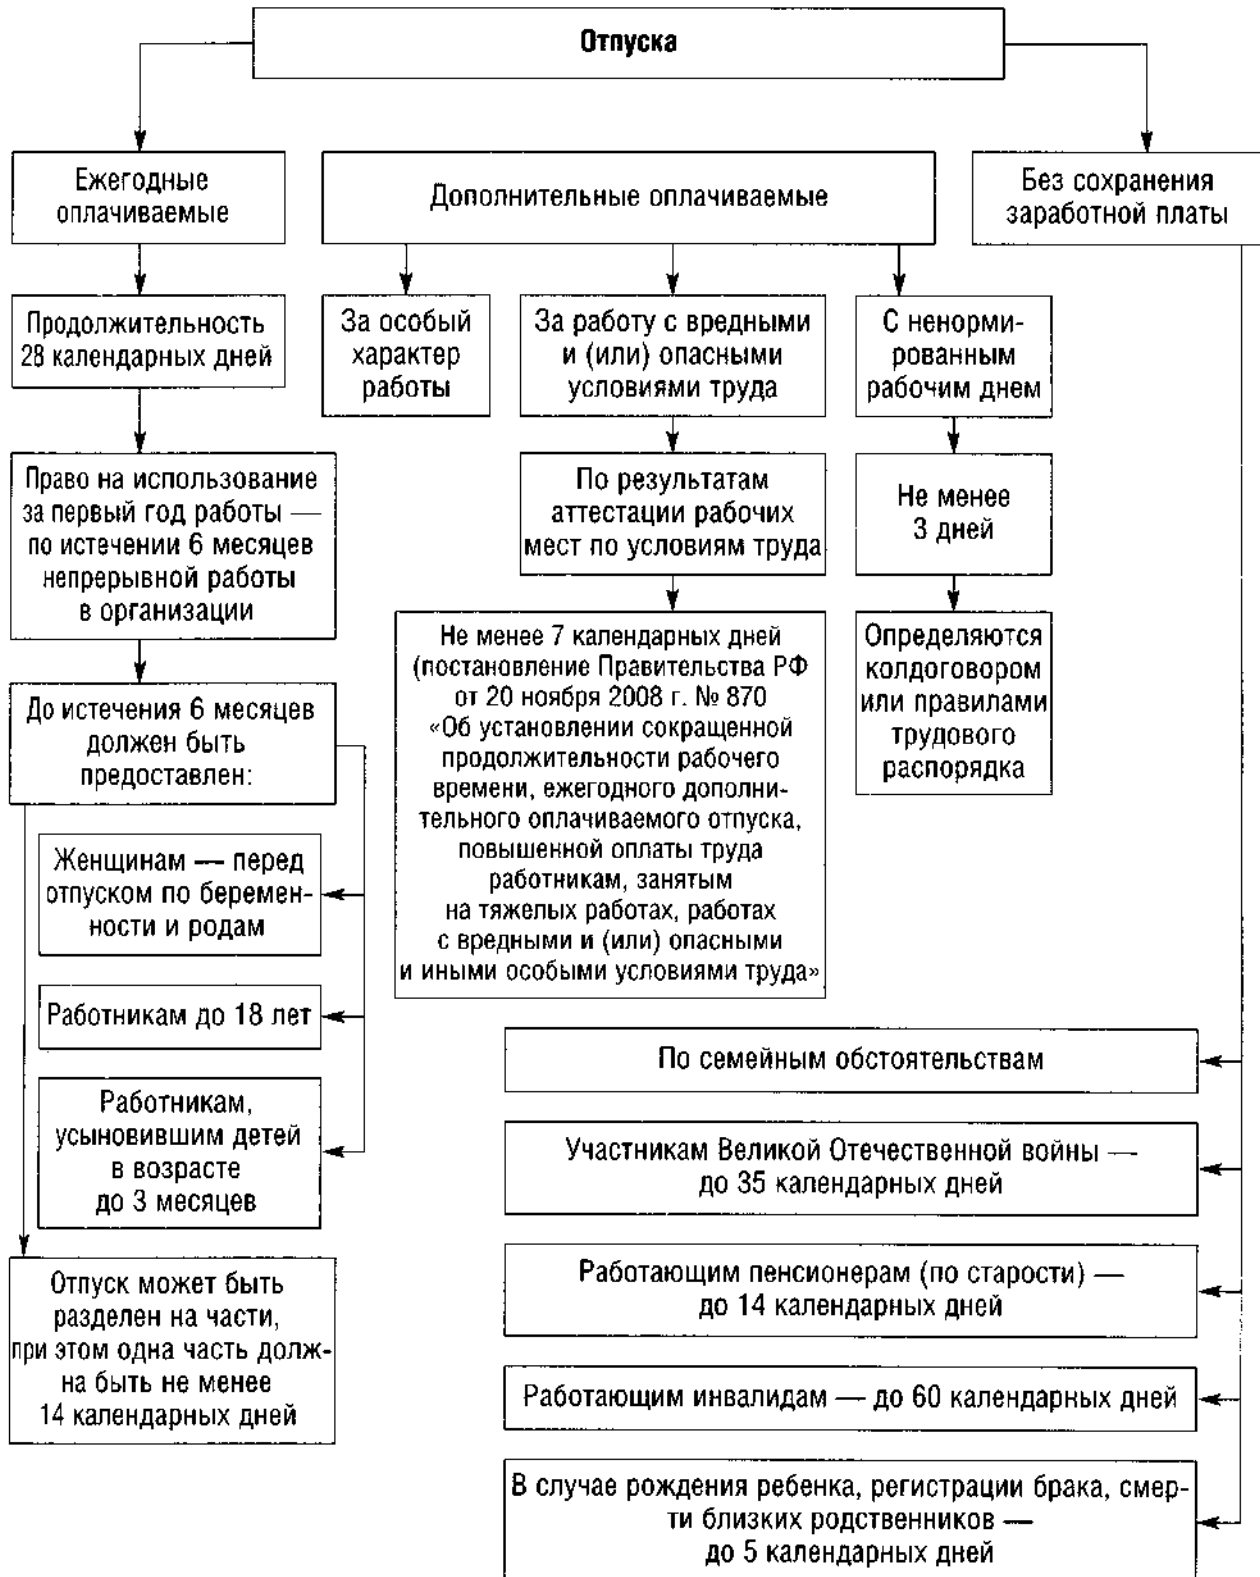 Отпуска
Ежегодные
оплачиваемые
Дополнительные оплачиваемые
Без сохранения
заработной платы
Продолжительность
28 календарных дней
За особый
характер
работы
За работу с вредными
и (или) опасными
условиями труда
С ненорми-
рованным
рабочим днем
Право на использование
за первый год работы —
по истечении 6 месяцев
непрерывной работы
в организации
По результатам
аттестации рабочих
мест по условиям труда
Не менее
3 дней
До истечения 6 месяцев
должен быть
предоставлен:
Не менее 7 календарных дней
(постановление Правительства РФ
от 20 ноября 2008 г. № 870
«Об установлении сокращенной
продолжительности рабочего
времени, ежегодного дополни-
тельного оплачиваемого отпуска,
повышенной оплаты труда
работникам, занятым
на тяжелых работах, работах
с вредными и (или) опасными
и иными особыми условиями труда»
Определяются
колдоговором
или правилами
трудового
распорядка
Женщинам — перед
отпуском по беремен-
ности и родам
Работникам до 18 лет
Работникам,
усыновившим детей
в возрасте
до 3 месяцев
Отпуск может быть
разделен на части,
при этом одна часть долж-
на быть не менее
14 календарных дней
По семейным обстоятельствам
Участникам Великой Отечественной войны —
до 35 календарных дней
Работающим пенсионерам (по старости) —
до 14 календарных дней
Работающим инвалидам — до 60 календарных дней
В случае рождения ребенка, регистрации брака, смер-
ти близких родственников —
до 5 календарных дней